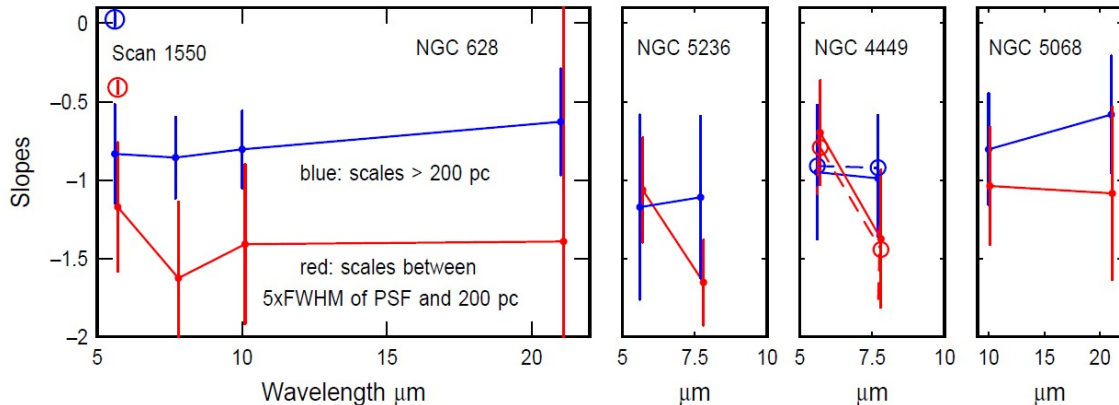 0
−0.5
−1
−1.5
−2
Slopes
Scan 1550
NGC 628
blue: scales > 200 pc
red: scales between
5xFWHM of PSF and 200 pc
5 10 15 20
Wavelength μm
NGC 5236
5 7.5 10
μm
NGC 4449
5 7.5 10
μm
NGC 5068
10 15 20
μm